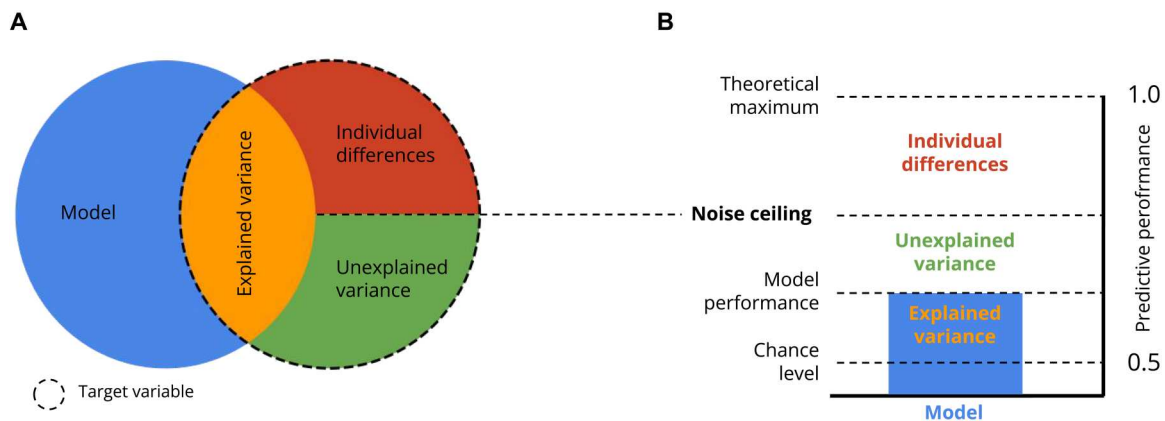 A
Model
Explained variance
Individual
differences
Unexplained
variance
Target variable
B
Theoretical
maximum
1.0
Individual
differences
Noise ceiling
Unexplained
variance
Model
performance
Explained
variance
Chance
level
0.5
Model
Predictive perofrmance